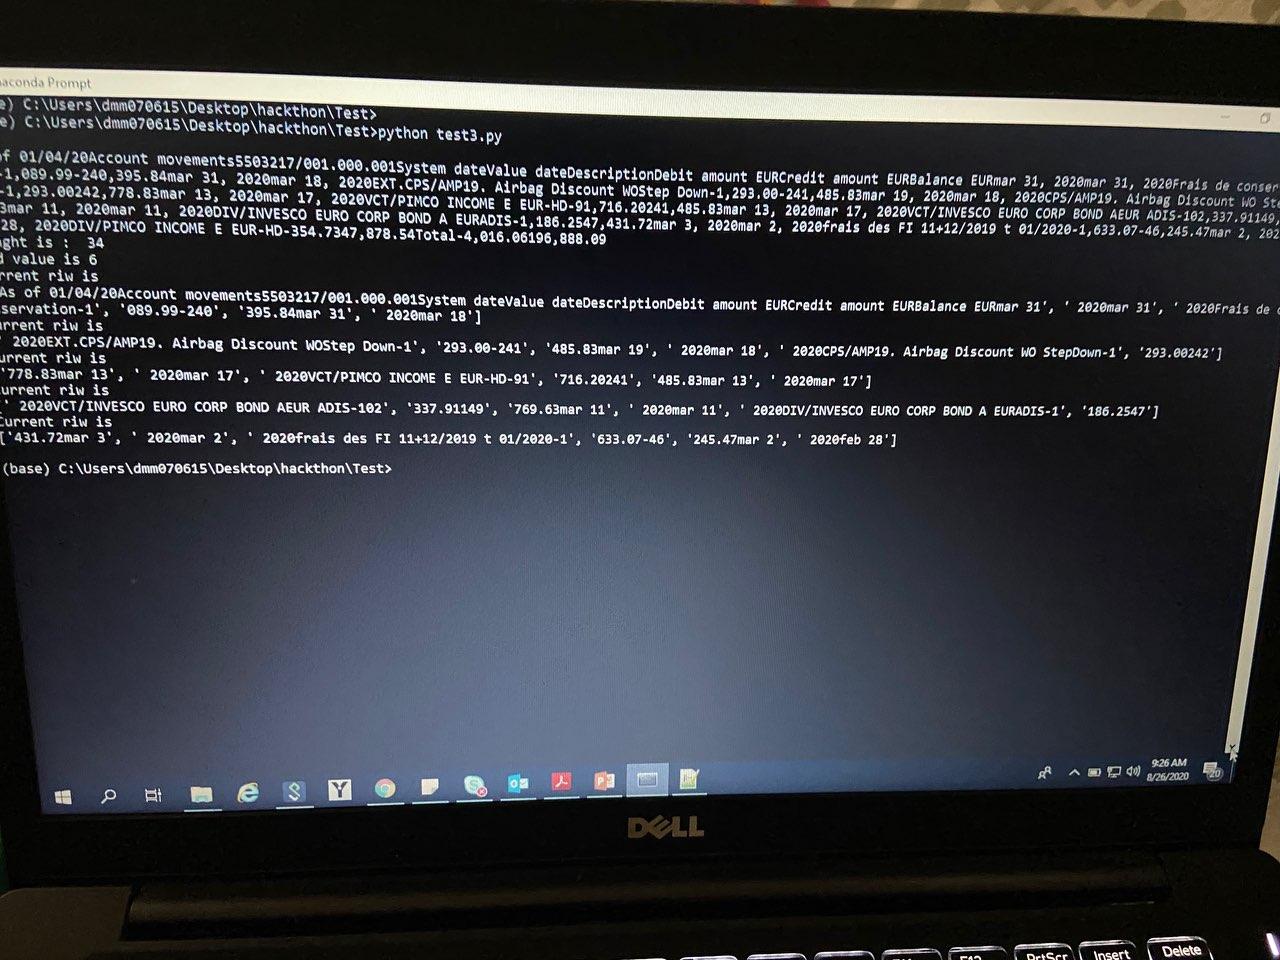 aconda Prompt
e) C:\Users\dmm070615\Desktop\hackthon\Test>
e) C:\Users\dmm070615\Desktop\hackthon\Test>python test3.py
of 01/04/20Account movements5503217/001.000.001System dateValue dateDescriptionDebit amount EURCredit amount EURBalance EURmar 31, 2020mar 31, 2020Frais de conser
-1,089.99-240,395.84mar 31, 2020mar 18, 2020EXT.CPS/AMP19. Airbag Discount WOStep Down-1,293.00-241,485.83mar 19, 2020mar 18, 2020CPS/AMP19. Airbag Discount WO Ste
-1,293.00242,778.83mar 13, 2020mar 17, 2020VCT/PIMCO INCOME E EUR-HD-91,716.20241,485.83mar 13, 2020mar 17, 2020VCT/INVESCO EURO CORP BOND AEUR ADIS-102,337.91149,
3mar 11, 2020mar 11, 2020DIV/INVESCO EURO CORP BOND A EURADIS-1,186.2547,431.72mar 3, 2020mar 2, 2020frais des FI 11+12/2019 t 01/2020-1,633.07-46,245.47mar 2, 202
28, 2020DIV/PIMCO INCOME E EUR-HD-354.7347,878.54Total-4,016.06196,888.09
ght is : 34
d value is 6
rrent riw is
As of 01/04/20Account movements5503217/001.000.001System dateValue dateDescriptionDebit amount EURCredit amount EURBalance EURmar 31', ' 2020mar 31', ' 2020Frais de c
servation-1', '089.99-240', '395.84mar 31', ' 2020mar 18']
urrent riw is
' 2020EXT.CPS/AMP19. Airbag Discount WOStep Down-1', '293.00-241', '485.83mar 19', ' 2020mar 18', ' 2020CPS/AMP19. Airbag Discount WO StepDown-1', '293.00242']
urrent riw is
'778.83mar 13', ' 2020mar 17', ' 2020VCT/PIMCO INCOME E EUR-HD-91', '716.20241', '485.83mar 13', ' 2020mar 17']
urrent riw is
' 2020VCT/INVESCO EURO CORP BOND AEUR ADIS-102', '337.91149', '769.63mar 11', ' 2020mar 11', ' 2020DIV/INVESCO EURO CORP BOND A EURADIS-1', '186.2547']
Current riw is
['431.72mar 3', ' 2020mar 2', ' 2020frais des FI 11+12/2019 t 01/2020-1', '633.07-46', '245.47mar 2', ' 2020feb 28']
(base) C:\Users\dmm070615\Desktop\hackthon\Test>
9:26 AM
8/26/2020
20
DELL
PrtScr
Insert
Delete